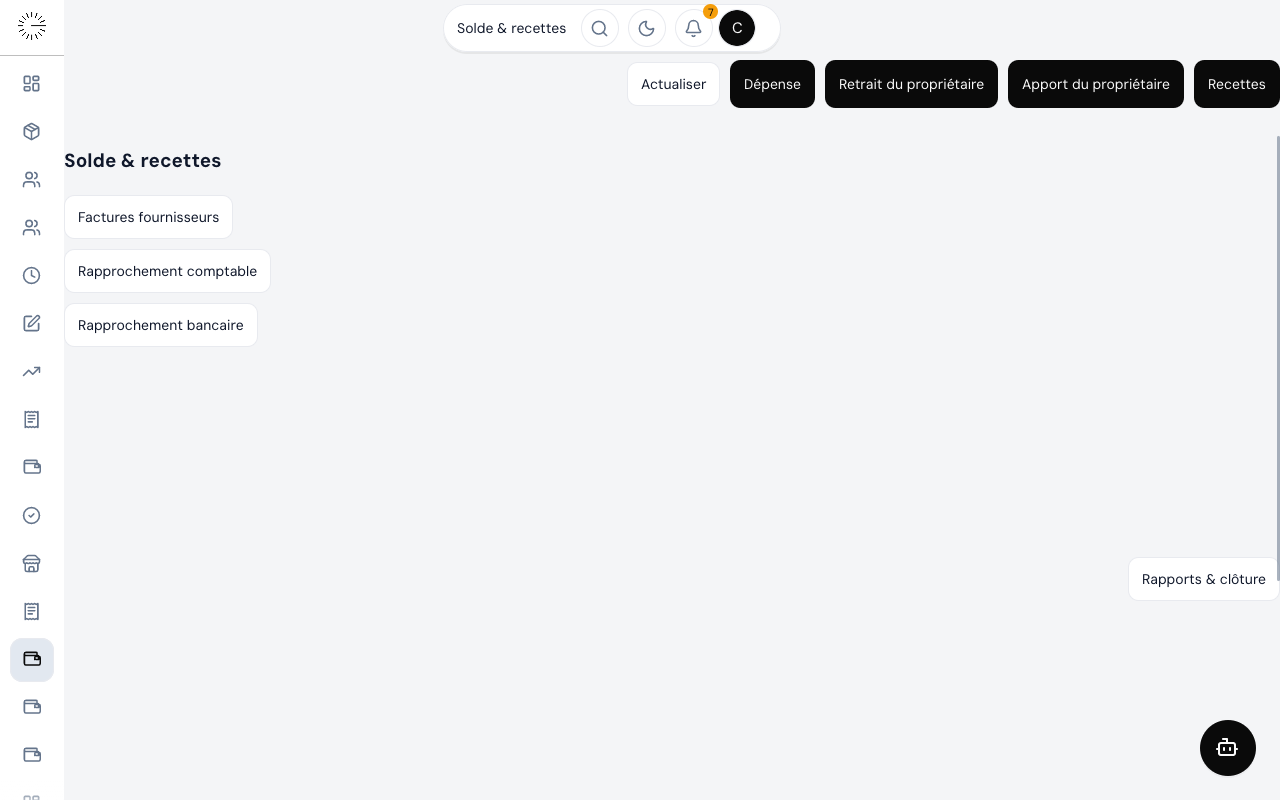 Solde & recettes
7
C
Actualiser
Dépense
Retrait du propriétaire
Apport du propriétaire
Recettes
Solde & recettes
Factures fournisseurs
Rapprochement comptable
Rapprochement bancaire
Rapports & clôture